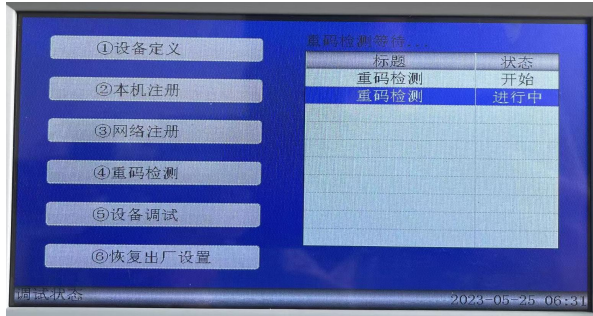 ①设备定义
②本机注册
③网络注册
④重码检测
⑤设备调试
⑥恢复出厂设置
重码检测等待...
标题 状态
重码检测 开始
重码检测 进行中
调试状态 2023-05-25 06:31